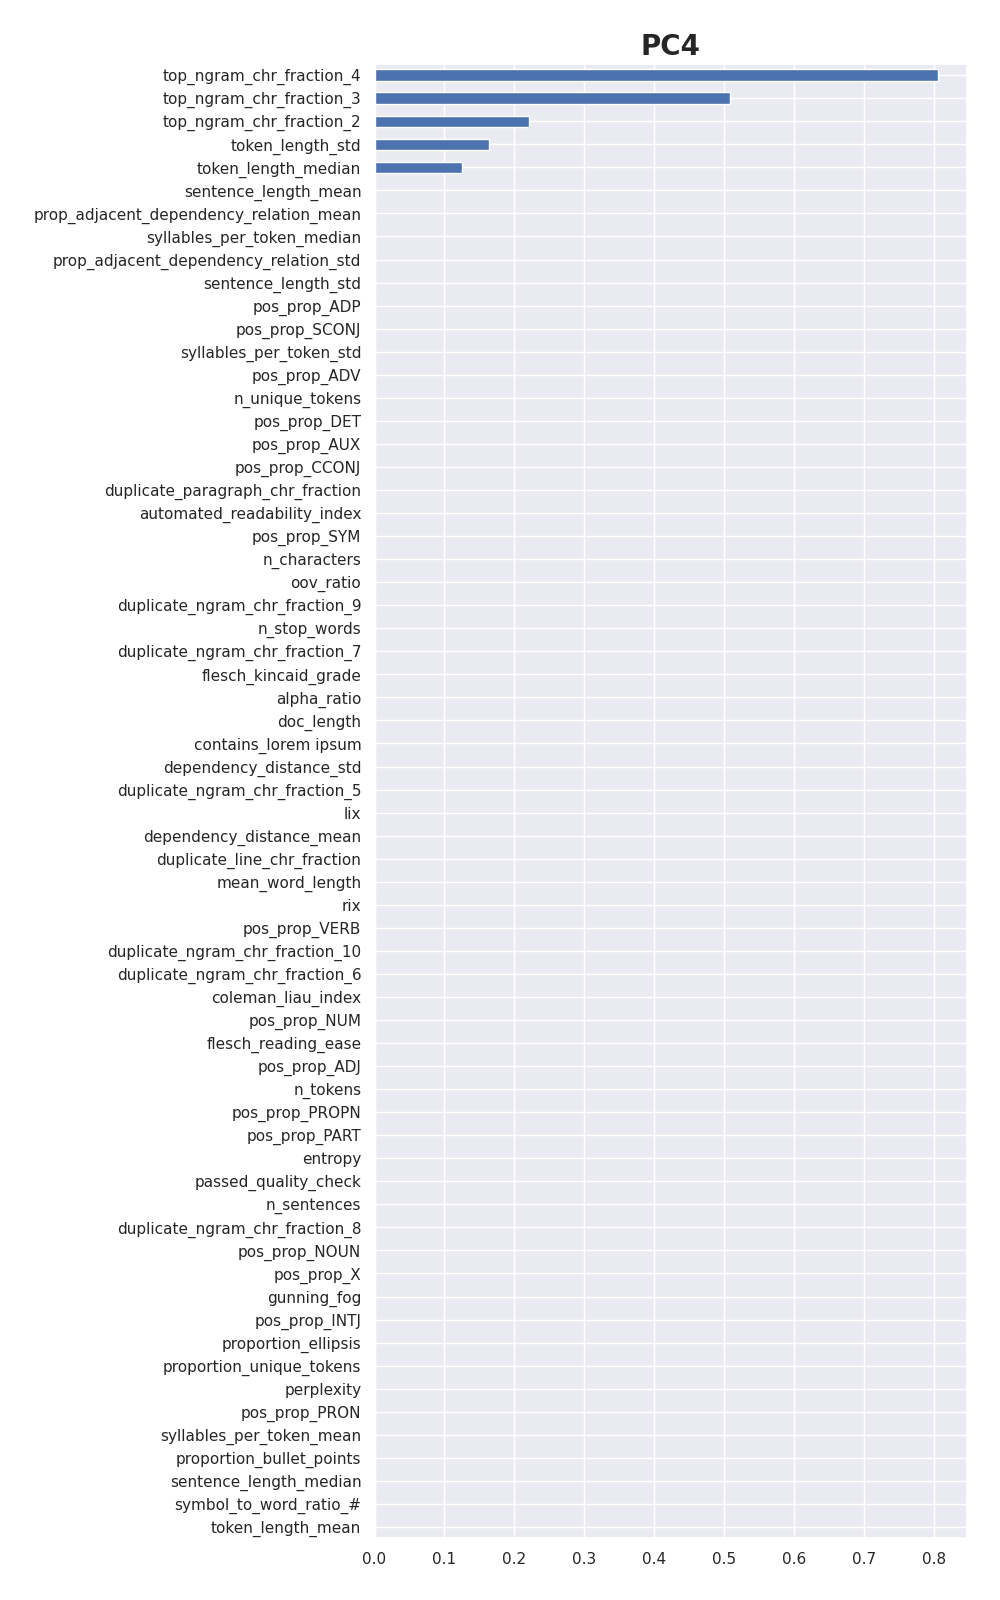 PC4
top_ngram_chr_fraction_4
top_ngram_chr_fraction_3
top_ngram_chr_fraction_2
token_length_std
token_length_median
sentence_length_mean
prop_adjacent_dependency_relation_mean
syllables_per_token_median
prop_adjacent_dependency_relation_std
sentence_length_std
pos_prop_ADP
pos_prop_SCONJ
syllables_per_token_std
pos_prop_ADV
n_unique_tokens
pos_prop_DET
pos_prop_AUX
pos_prop_CCONJ
duplicate_paragraph_chr_fraction
automated_readability_index
pos_prop_SYM
n_characters
oov_ratio
duplicate_ngram_chr_fraction_9
n_stop_words
duplicate_ngram_chr_fraction_7
flesch_kincaid_grade
alpha_ratio
doc_length
contains_lorem ipsum
dependency_distance_std
duplicate_ngram_chr_fraction_5
lix
dependency_distance_mean
duplicate_line_chr_fraction
mean_word_length
rix
pos_prop_VERB
duplicate_ngram_chr_fraction_10
duplicate_ngram_chr_fraction_6
coleman_liau_index
pos_prop_NUM
flesch_reading_ease
pos_prop_ADJ
n_tokens
pos_prop_PROPN
pos_prop_PART
entropy
passed_quality_check
n_sentences
duplicate_ngram_chr_fraction_8
pos_prop_NOUN
pos_prop_X
gunning_fog
pos_prop_INTJ
proportion_ellipsis
proportion_unique_tokens
perplexity
pos_prop_PRON
syllables_per_token_mean
proportion_bullet_points
sentence_length_median
symbol_to_word_ratio_#
token_length_mean
0.0 0.1 0.2 0.3 0.4 0.5 0.6 0.7 0.8